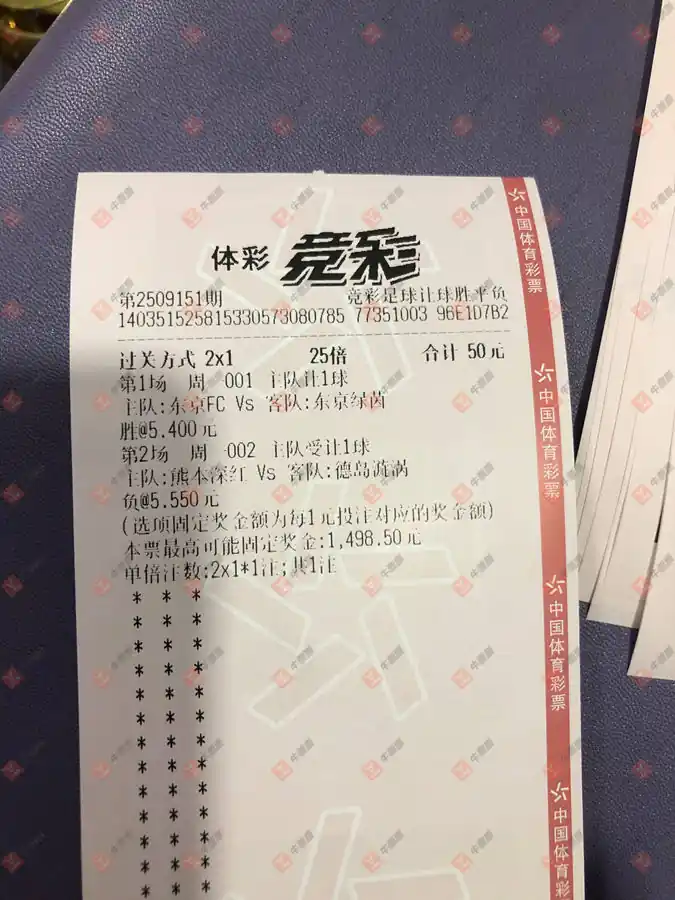 体彩 竞彩
第2509151期 竞彩足球让球胜平负
140351525815330573080785 77351003 96E1D7B2
过关方式 2x1 25倍 合计 50元
第1场 周 001 主队让1球
主队:东京FC Vs 客队:东京绿茵
胜@5.400元
第2场 周 002 主队受让1球
主队:熊本深红 Vs 客队:德岛漩涡
负@5.550元
(选项固定奖金额为每1元投注对应的奖金额)
本票最高可能固定奖金:1,498.50元
单倍注数:2x1*1注;共1注
* * *
* * *
* * *
* * *
* * *
* * *
* * *
* * *
* * *
* * *
* * *
* * *
* * *
中国体育彩票
中国体育彩票
中国体育彩票
中国体育彩